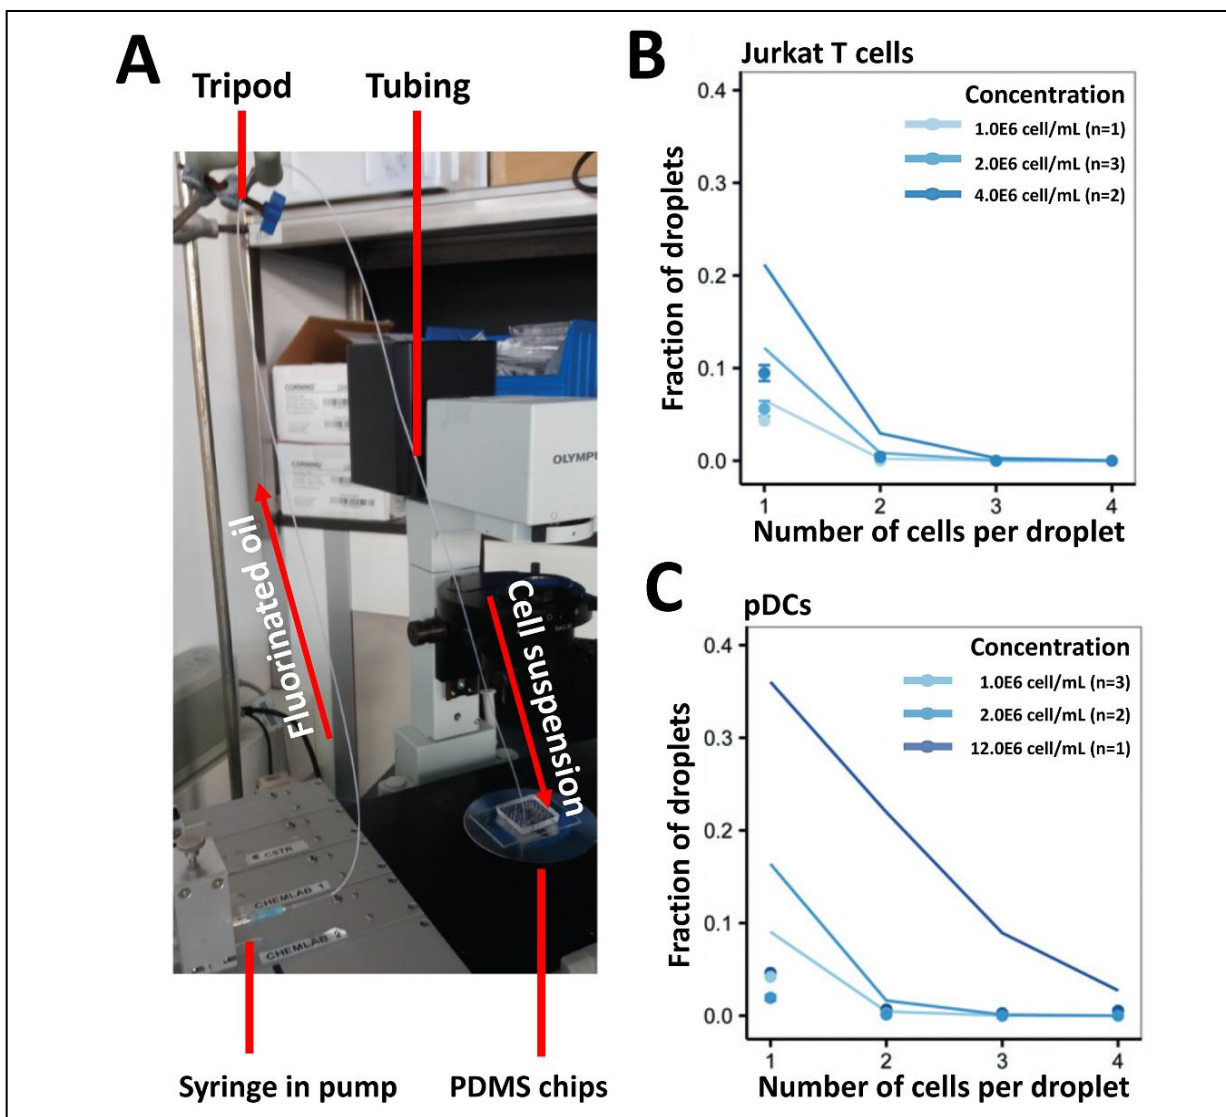 A
Tripod
Tubing
CORNING
CORNING
OLYMP
Fluorinated oil
Cell suspension
CSTR
CHEMLAB 1
CHEMLAB 2
Syringe in pump
PDMS chips
B
Jurkat T cells
Concentration
1.0E6 cell/mL (n=1)
2.0E6 cell/mL (n=3)
4.0E6 cell/mL (n=2)
Fraction of droplets
0.4
0.3
0.2
0.1
0.0
1 2 3 4
Number of cells per droplet
C
pDCs
Concentration
1.0E6 cell/mL (n=3)
2.0E6 cell/mL (n=2)
12.0E6 cell/mL (n=1)
Fraction of droplets
0.4
0.3
0.2
0.1
0.0
1 2 3 4
Number of cells per droplet